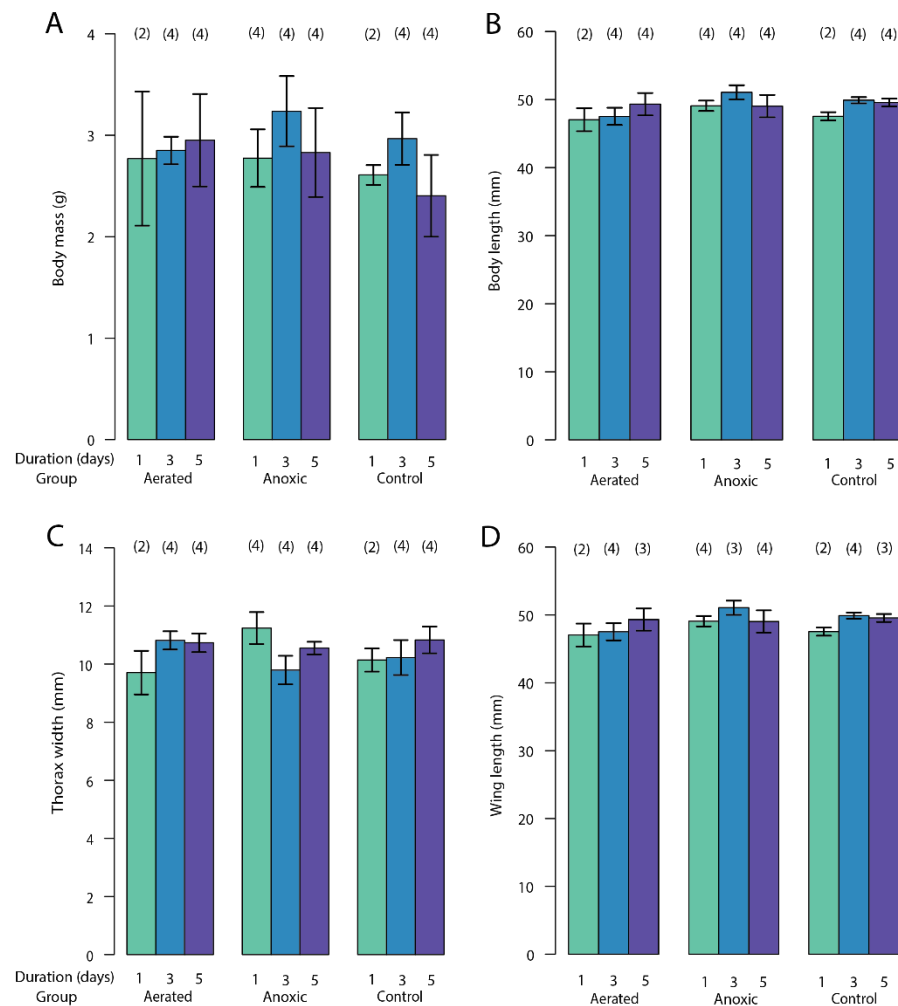 A
(2) (4) (4) (4) (4) (4) (2) (4) (4)
4
3
2
1
0
Body mass (g)
Duration (days) 1 3 5 1 3 5 1 3 5
Group Aerated Anoxic Control
B
(2) (4) (4) (4) (4) (4) (2) (4) (4)
60
50
40
30
20
10
0
Body length (mm)
1 3 5 1 3 5 1 3 5
Aerated Anoxic Control
C
(2) (4) (4) (4) (4) (4) (2) (4) (4)
14
12
10
8
6
4
2
0
Thorax width (mm)
Duration (days) 1 3 5 1 3 5 1 3 5
Group Aerated Anoxic Control
D
(2) (4) (3) (4) (3) (4) (2) (4) (3)
60
50
40
30
20
10
0
Wing length (mm)
1 3 5 1 3 5 1 3 5
Aerated Anoxic Control